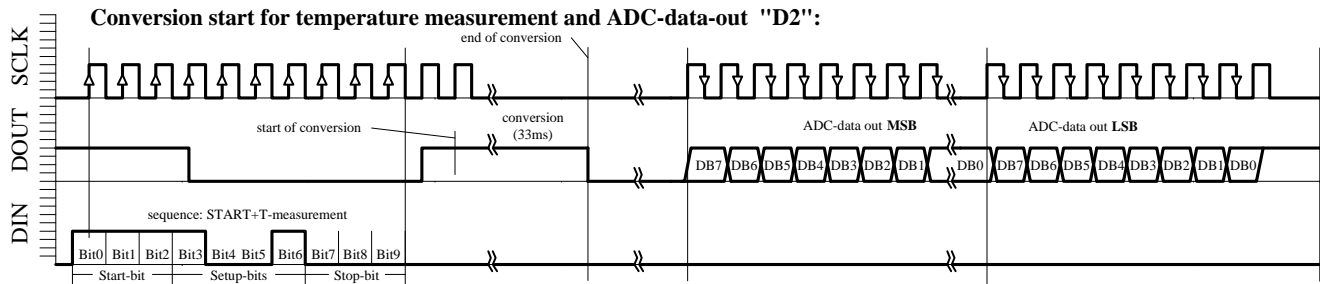 Conversion start for temperature measurement and ADC-data-out "D2":
end of conversion
SCLK
start of conversion
conversion
(33ms)
ADC-data out MSB
ADC-data out LSB
DOUT
DB7 DB6 DB5 DB4 DB3 DB2 DB1 DB0 DB7 DB6 DB5 DB4 DB3 DB2 DB1 DB0
sequence: START+T-measurement
DIN
Bit0 Bit1 Bit2 Bit3 Bit4 Bit5 Bit6 Bit7 Bit8 Bit9
Start-bit Setup-bits Stop-bit